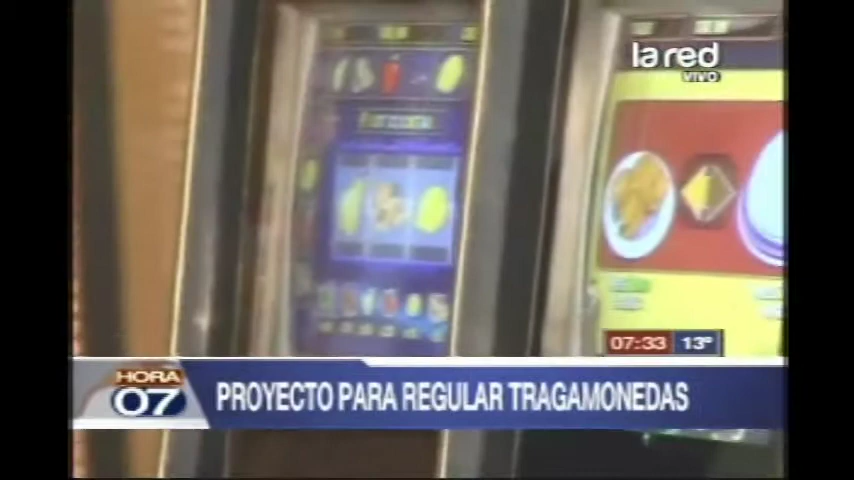 la red
VIVO
07:33 13°
HORA
07
PROYECTO PARA REGULAR TRAGAMONEDAS